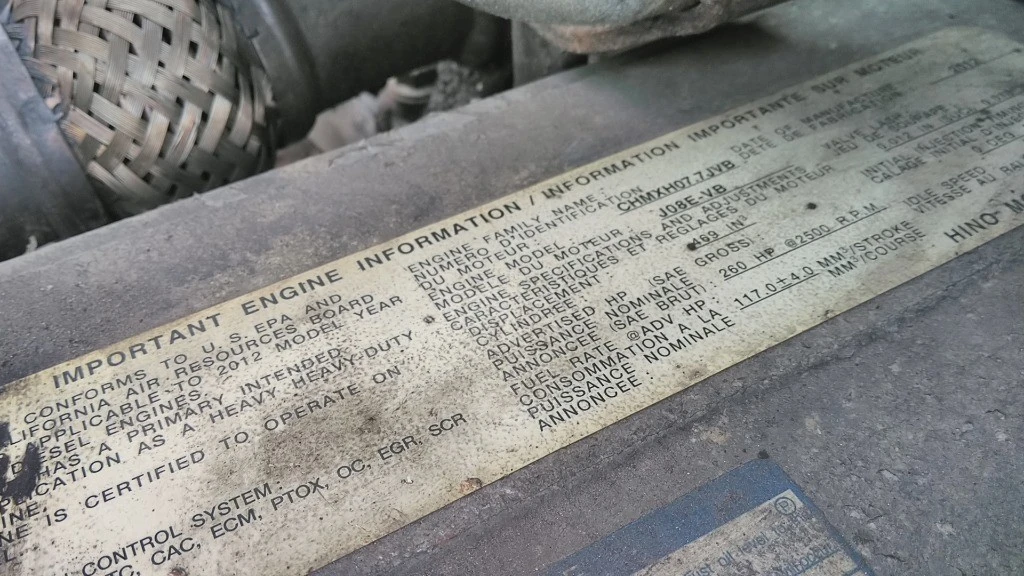 IMPORTANT ENGINE INFORMATION / INFORMATION IMPORTANTE SUR MOTEUR
CONFORMS TO U.S. EPA AND
CALIFORNIA AIR RESOURCES BOARD
APPLICABLE TO 2012 MODEL YEAR
DIESEL ENGINES.
HAS A PRIMARY INTENDED
APPLICATION AS A HEAVY HEAVY-DUTY
ENGINE.
IS CERTIFIED TO OPERATE ON
CONTROL SYSTEM
TC, CAC, ECM, PTOX, OC, EGR, SCR
ENGINE FAMILY NAME
NUMERO D'IDENTIFICATION
DU MOTEUR : CHMXH07.7JVB
ENGINE MODEL
MODELE DU MOTEUR : J08E-VB
ENGINE SPECIFICATIONS AND ADJUSTMENTS
CARACTERISTIQUES ET REGLAGES DU MOTEUR
DISPLACEMENT
CYLINDREE : 469 IN³
ADVERTISED HP (SAE GROSS)
PUISSANCE NOMINALE
ANNONCEE (SAE BRUT) : 260 HP @2500 R.P.M.
FUEL RATE @ADV HP
CONSOMMATION A LA
PUISSANCE NOMINALE
ANNONCEE : 117.0±4.0 MM³/STROKE
MM³/COURSE
DATE OF MANUFACTURE
DATE DE FABRICATION
2012
VALVE LASH
JEU DE SOUPAPE
INITIAL INJECTION
CALAGE INITIAL D'IN
IDLE SPEED
VITESSE AU RAL
HINO M
oil level